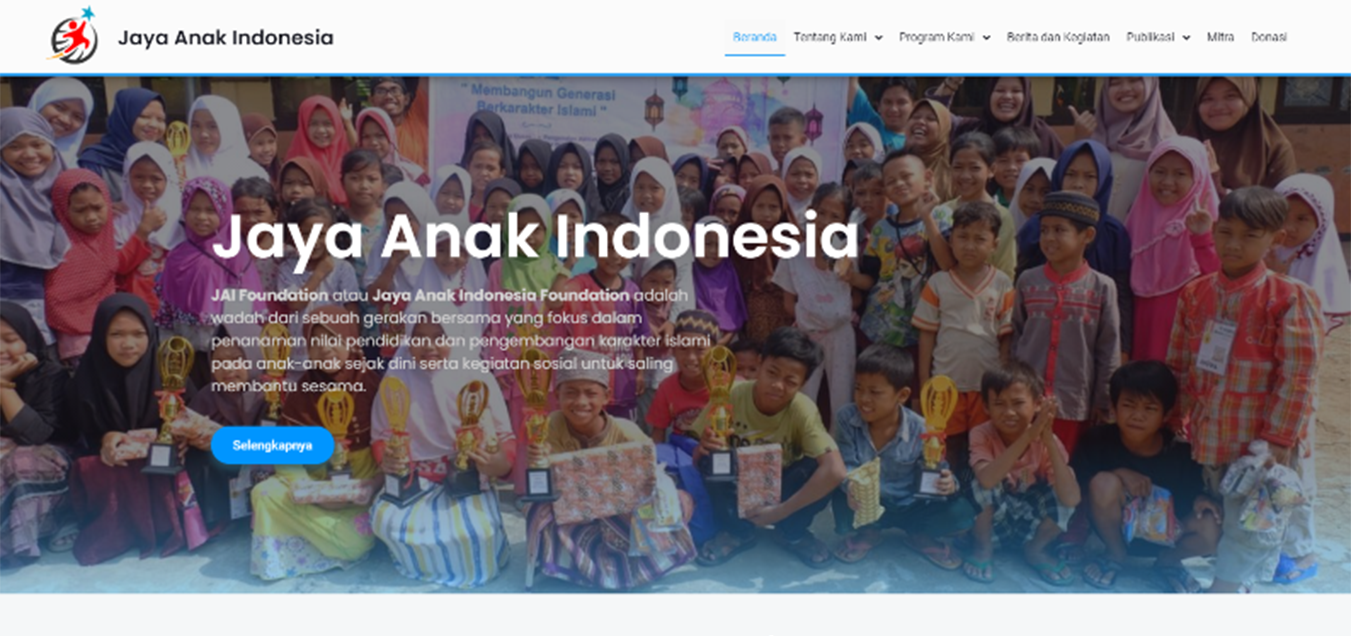 Jaya Anak Indonesia
Beranda Tentang Kami Program Kami Berita dan Kegiatan Publikasi Mitra Donasi
"Membangun Generasi
Berkarakter Islami"
Jaya Anak Indonesia
JAI Foundation atau Jaya Anak Indonesia Foundation adalah
wadah dari sebuah gerakan bersama yang fokus dalam
penanaman nilai pendidikan dan pengembangan karakter islami
pada anak-anak sejak dini serta kegiatan sosial untuk saling
membantu sesama.
Selengkapnya